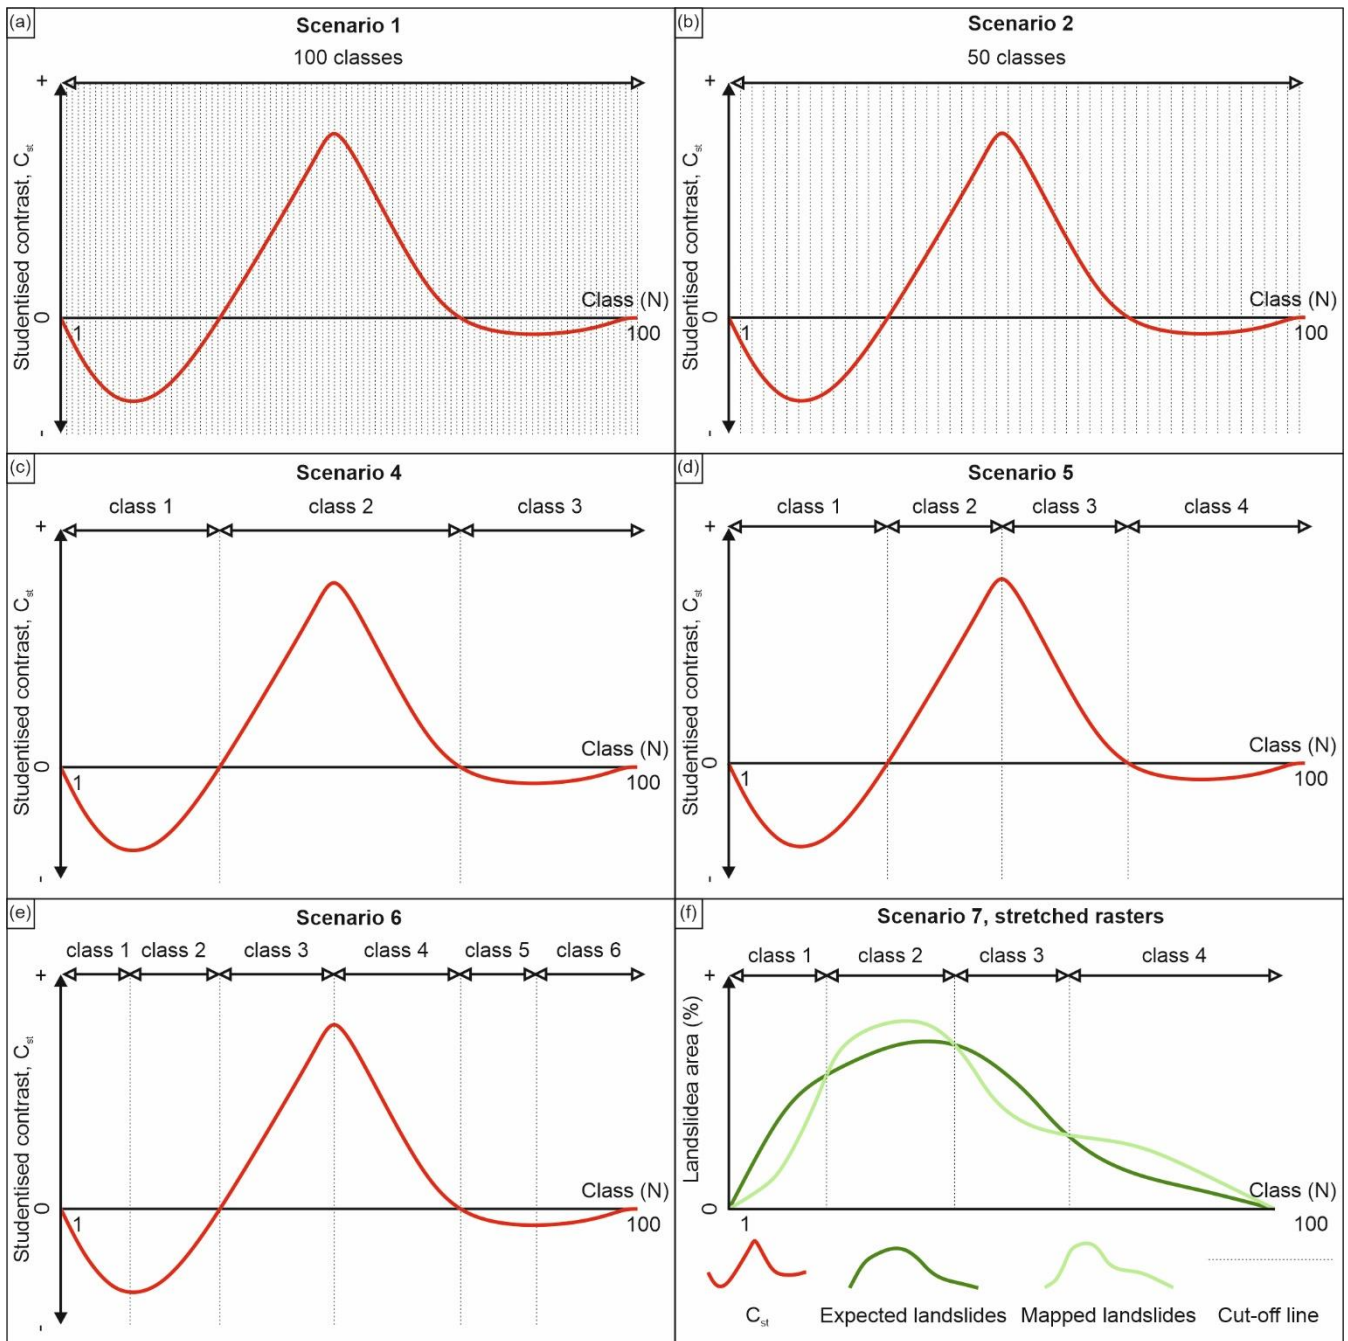 (a)
Scenario 1
100 classes
+
Studentised contrast, Cst
0
-
Class (N)
1
100
(b)
Scenario 2
50 classes
+
Studentised contrast, Cst
0
-
Class (N)
1
100
(c)
Scenario 4
class 1 class 2 class 3
+
Studentised contrast, Cst
0
-
Class (N)
1
100
(d)
Scenario 5
class 1 class 2 class 3 class 4
+
Studentised contrast, Cst
0
-
Class (N)
1
100
(e)
Scenario 6
class 1 class 2 class 3 class 4 class 5 class 6
+
Studentised contrast, Cst
0
-
Class (N)
1
100
(f)
Scenario 7, stretched rasters
class 1 class 2 class 3 class 4
+
Landslidea area (%)
0
Class (N)
1
100
Cst Expected landslides Mapped landslides Cut-off line